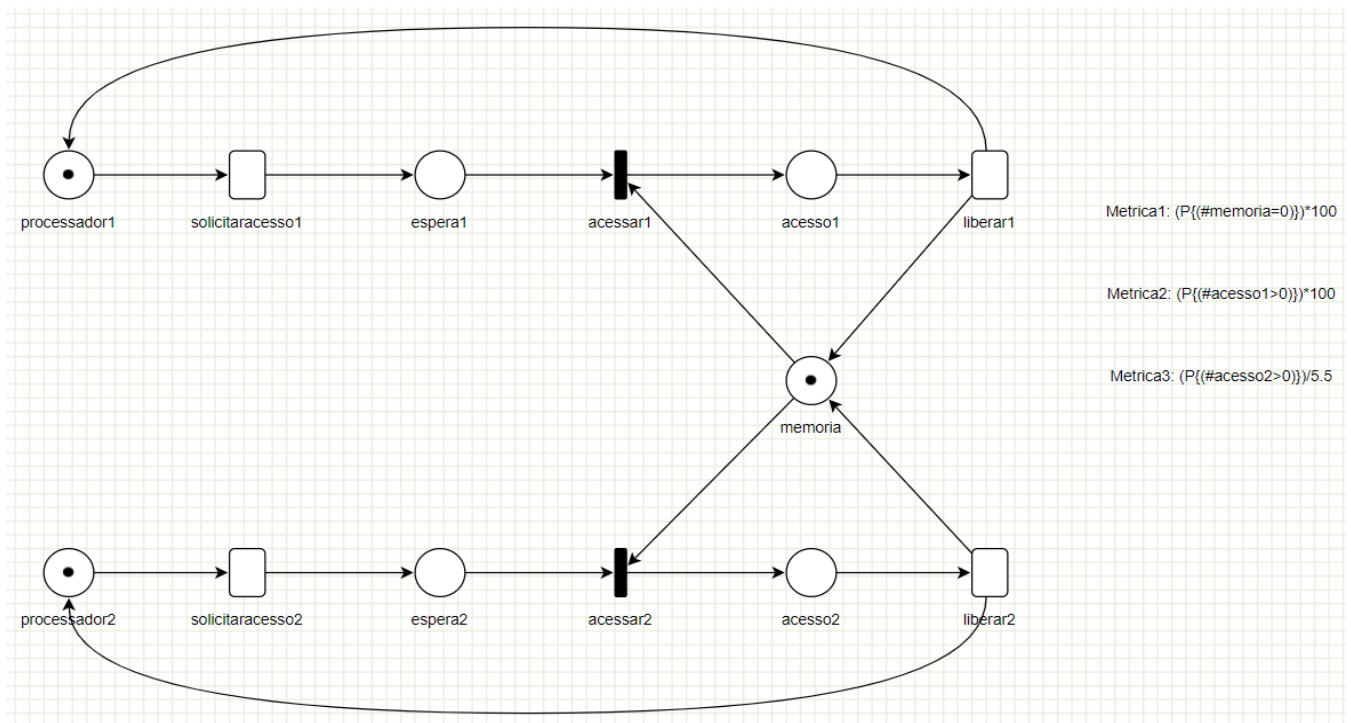 processador1
solicitaracesso1
espera1
acessar1
acesso1
liberar1
Metrica1: (P{(#memoria=0)})*100
Metrica2: (P{(#acesso1>0)})*100
Metrica3: (P{(#acesso2>0)})/5.5
memoria
processador2
solicitaracesso2
espera2
acessar2
acesso2
liberar2